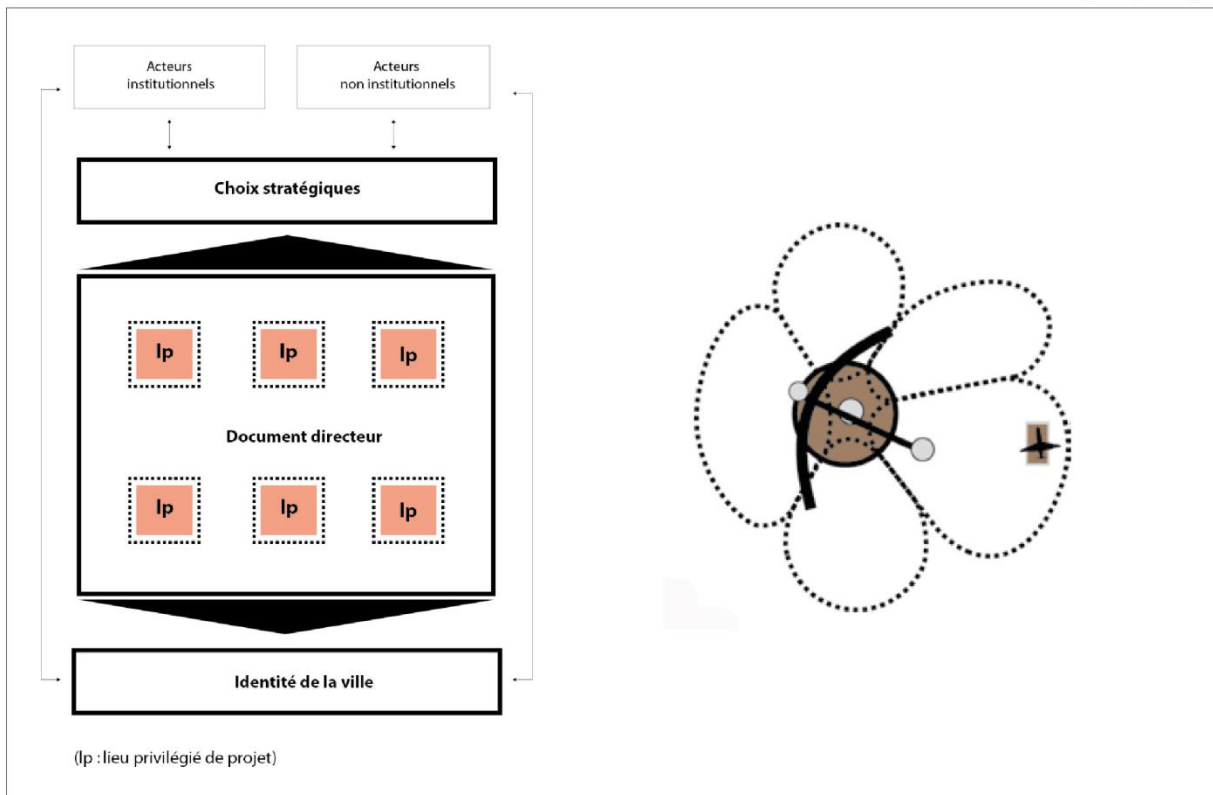 Acteurs
institutionnels
Acteurs
non institutionnels
Choix stratégiques
lp
lp
lp
Document directeur
lp
lp
lp
Identité de la ville
(lp : lieu privilégié de projet)